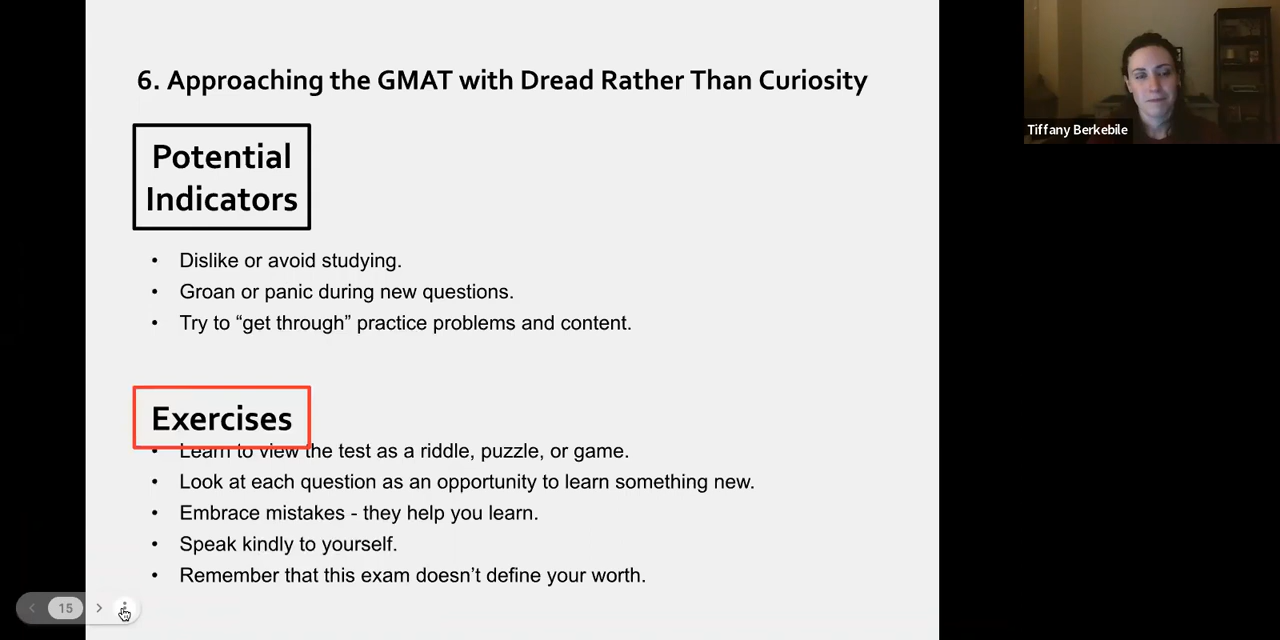 6. Approaching the GMAT with Dread Rather Than Curiosity
Tiffany Berkebile
Potential
Indicators
• Dislike or avoid studying.
• Groan or panic during new questions.
• Try to “get through” practice problems and content.
Exercises
• Learn to view the test as a riddle, puzzle, or game.
• Look at each question as an opportunity to learn something new.
• Embrace mistakes - they help you learn.
• Speak kindly to yourself.
• Remember that this exam doesn’t define your worth.
15